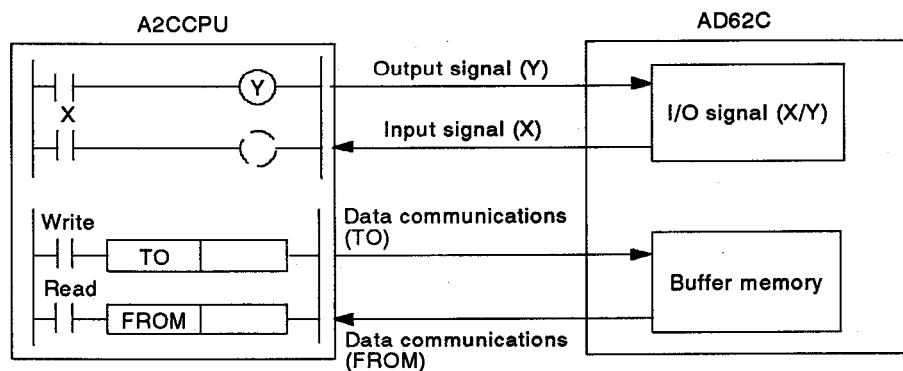 A2CCPU
AD62C
Output signal (Y)
Y
X
I/O signal (X/Y)
Input signal (X)
Write
Data communications
(TO)
TO
Read
Buffer memory
FROM
Data communications
(FROM)